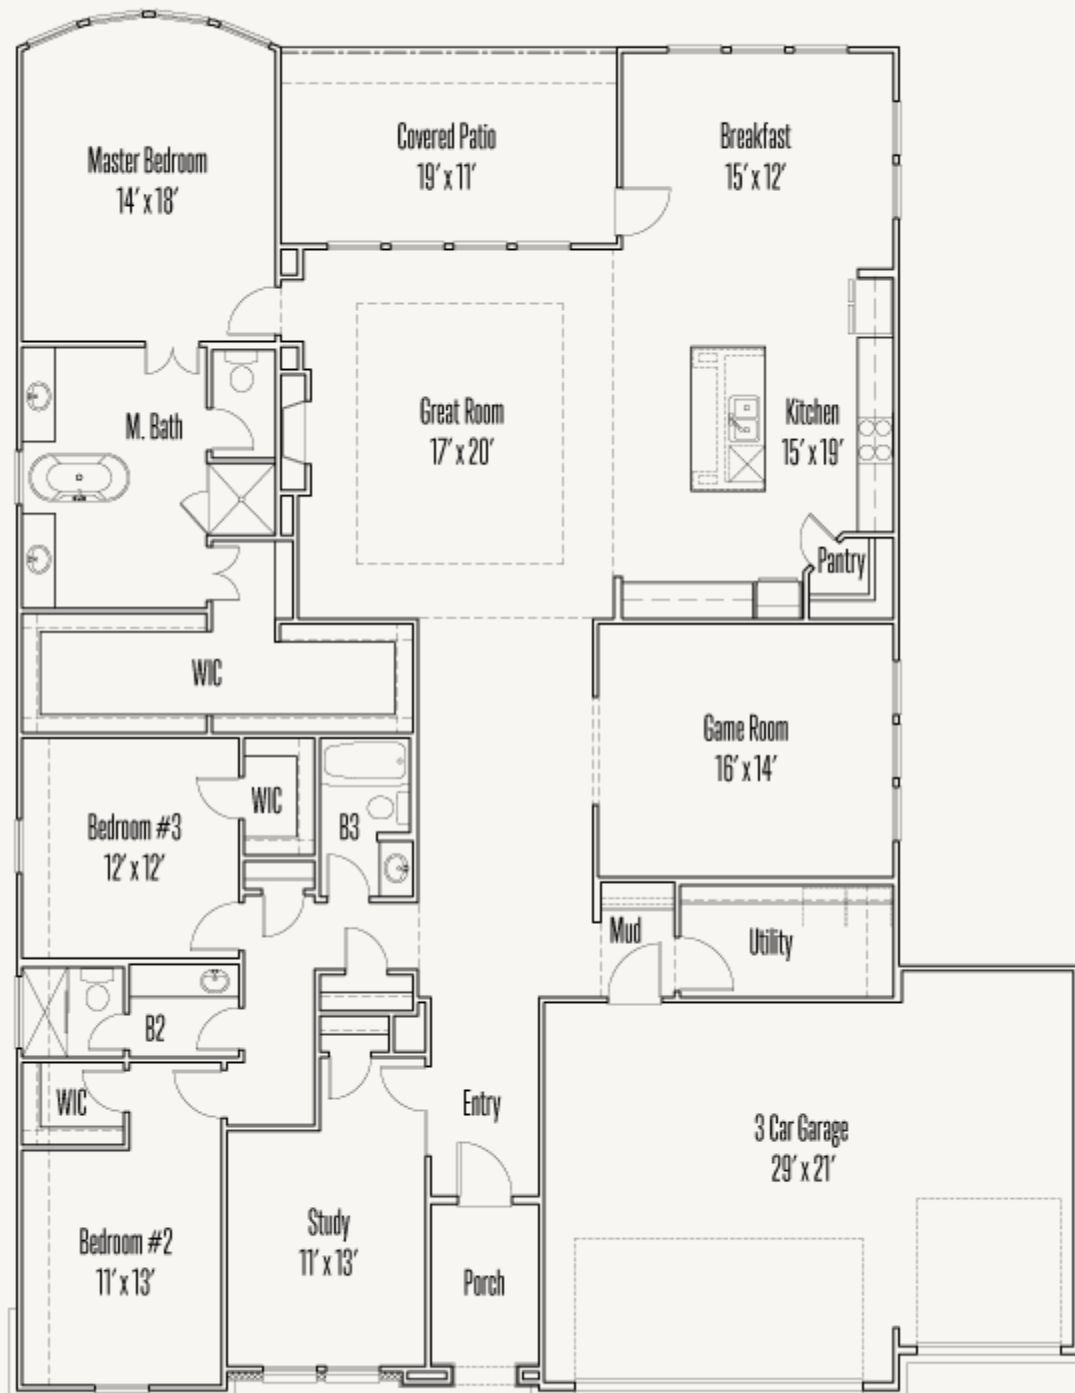 Master Bedroom
14' x 18'
Covered Patio
19' x 11'
Breakfast
15' x 12'
M. Bath
Great Room
17' x 20'
Kitchen
15' x 19'
Pantry
WIC
Game Room
16' x 14'
Bedroom #3
12' x 12'
WIC
B3
Mud
Utility
B2
WIC
Entry
3 Car Garage
29' x 21'
Bedroom #2
11' x 13'
Study
11' x 13'
Porch